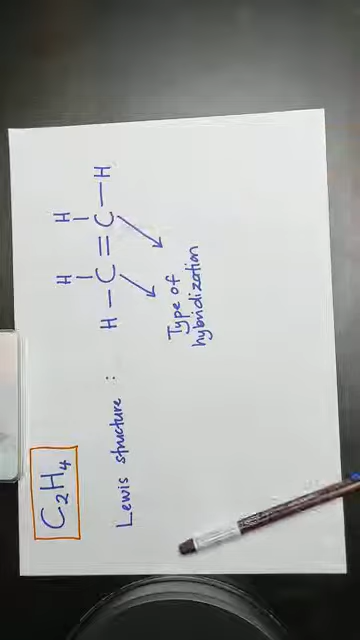 C₂H₄
Lewis structure :
H H
H - C = C - H
Type of
hybridization